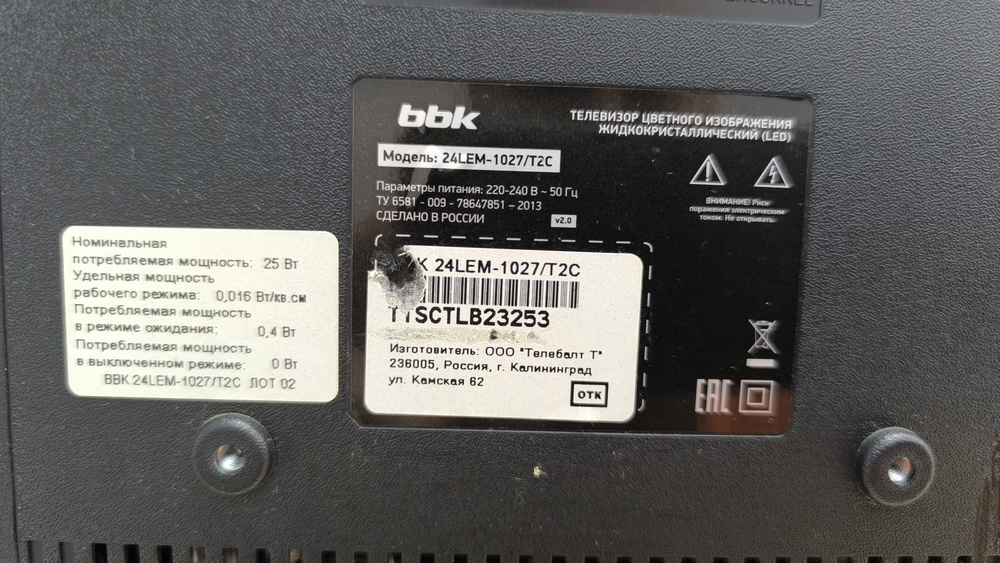 bbk
ТЕЛЕВИЗОР ЦВЕТНОГО ИЗОБРАЖЕНИЯ
ЖИДКОКРИСТАЛЛИЧЕСКИЙ (LED)
Модель: 24LEM-1027/T2C
Параметры питания: 220-240 В ~ 50 Гц
ТУ 6581 - 009 - 78647851 – 2013
СДЕЛАНО В РОССИИ
v2.0
ВНИМАНИЕ! Риск
поражения электрическим
током. Не открывать.
Номинальная
потребляемая мощность: 25 Вт
Удельная мощность
рабочего режима: 0,016 Вт/кв.см
Потребляемая мощность
в режиме ожидания: 0,4 Вт
Потребляемая мощность
в выключенном режиме: 0 Вт
BBK 24LEM-1027/T2C ЛОТ 02
24LEM-1027/T2C
SCTLB23253
Изготовитель: ООО "Телебалт Т"
236005, Россия, г. Калининград
ул. Камская 62
ОТК
EAC